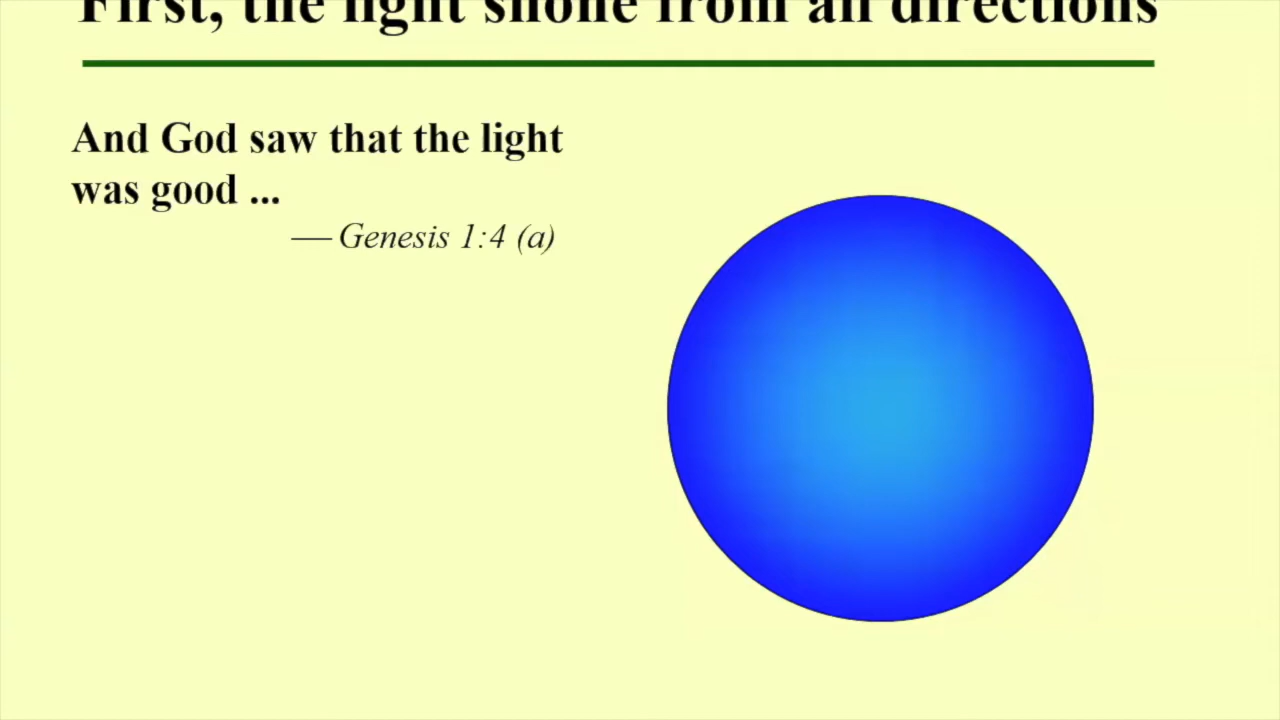 First, the light shone from all directions
And God saw that the light
was good ...
— Genesis 1:4 (a)